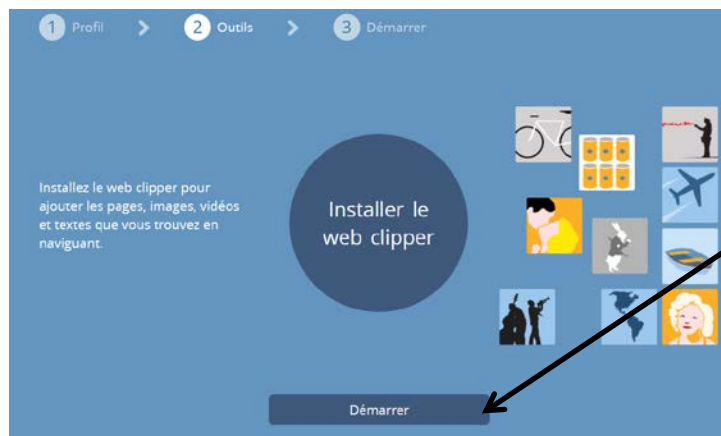 1 Profil > 2 Outils > 3 Démarrer
Installez le web clipper pour
ajouter les pages, images, vidéos
et textes que vous trouvez en
naviguant.
Installer le
web clipper
Démarrer